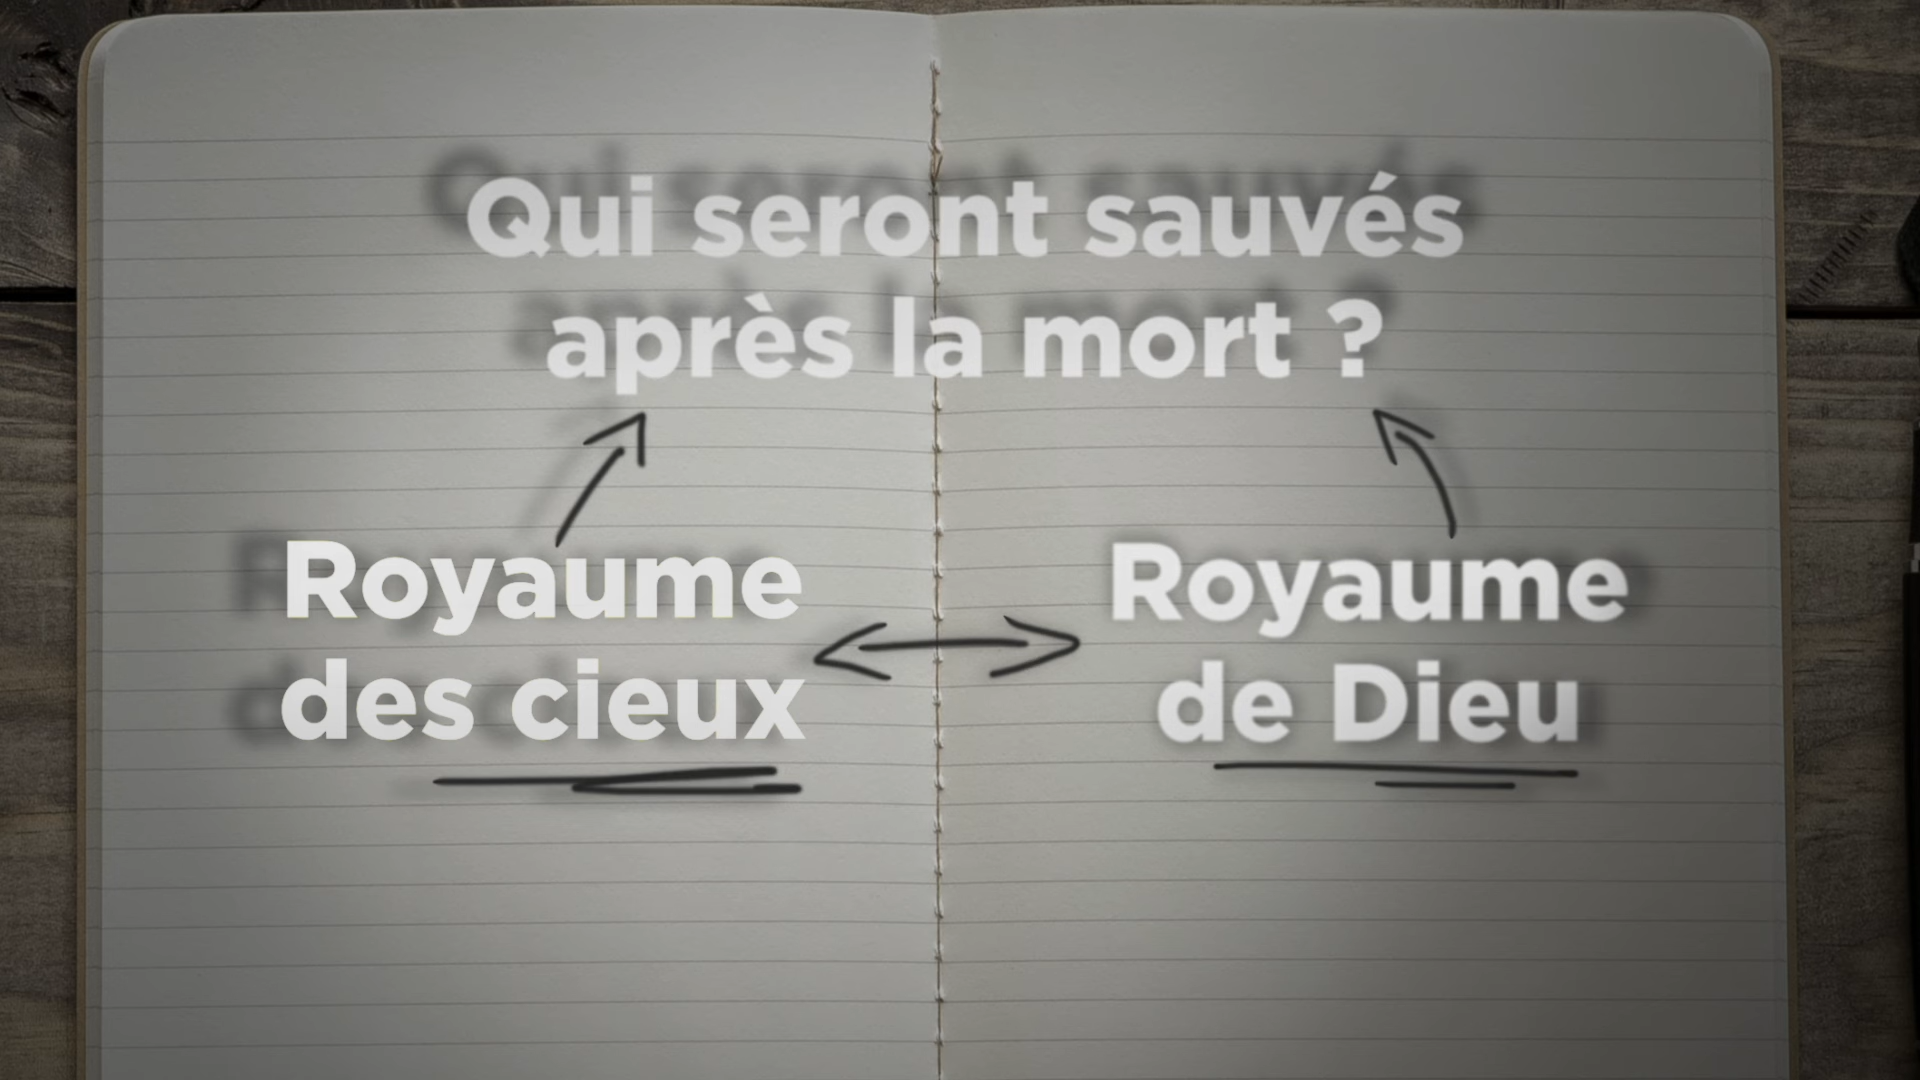 Qui seront sauvés
après la mort ?
Royaume
des cieux
Royaume
de Dieu